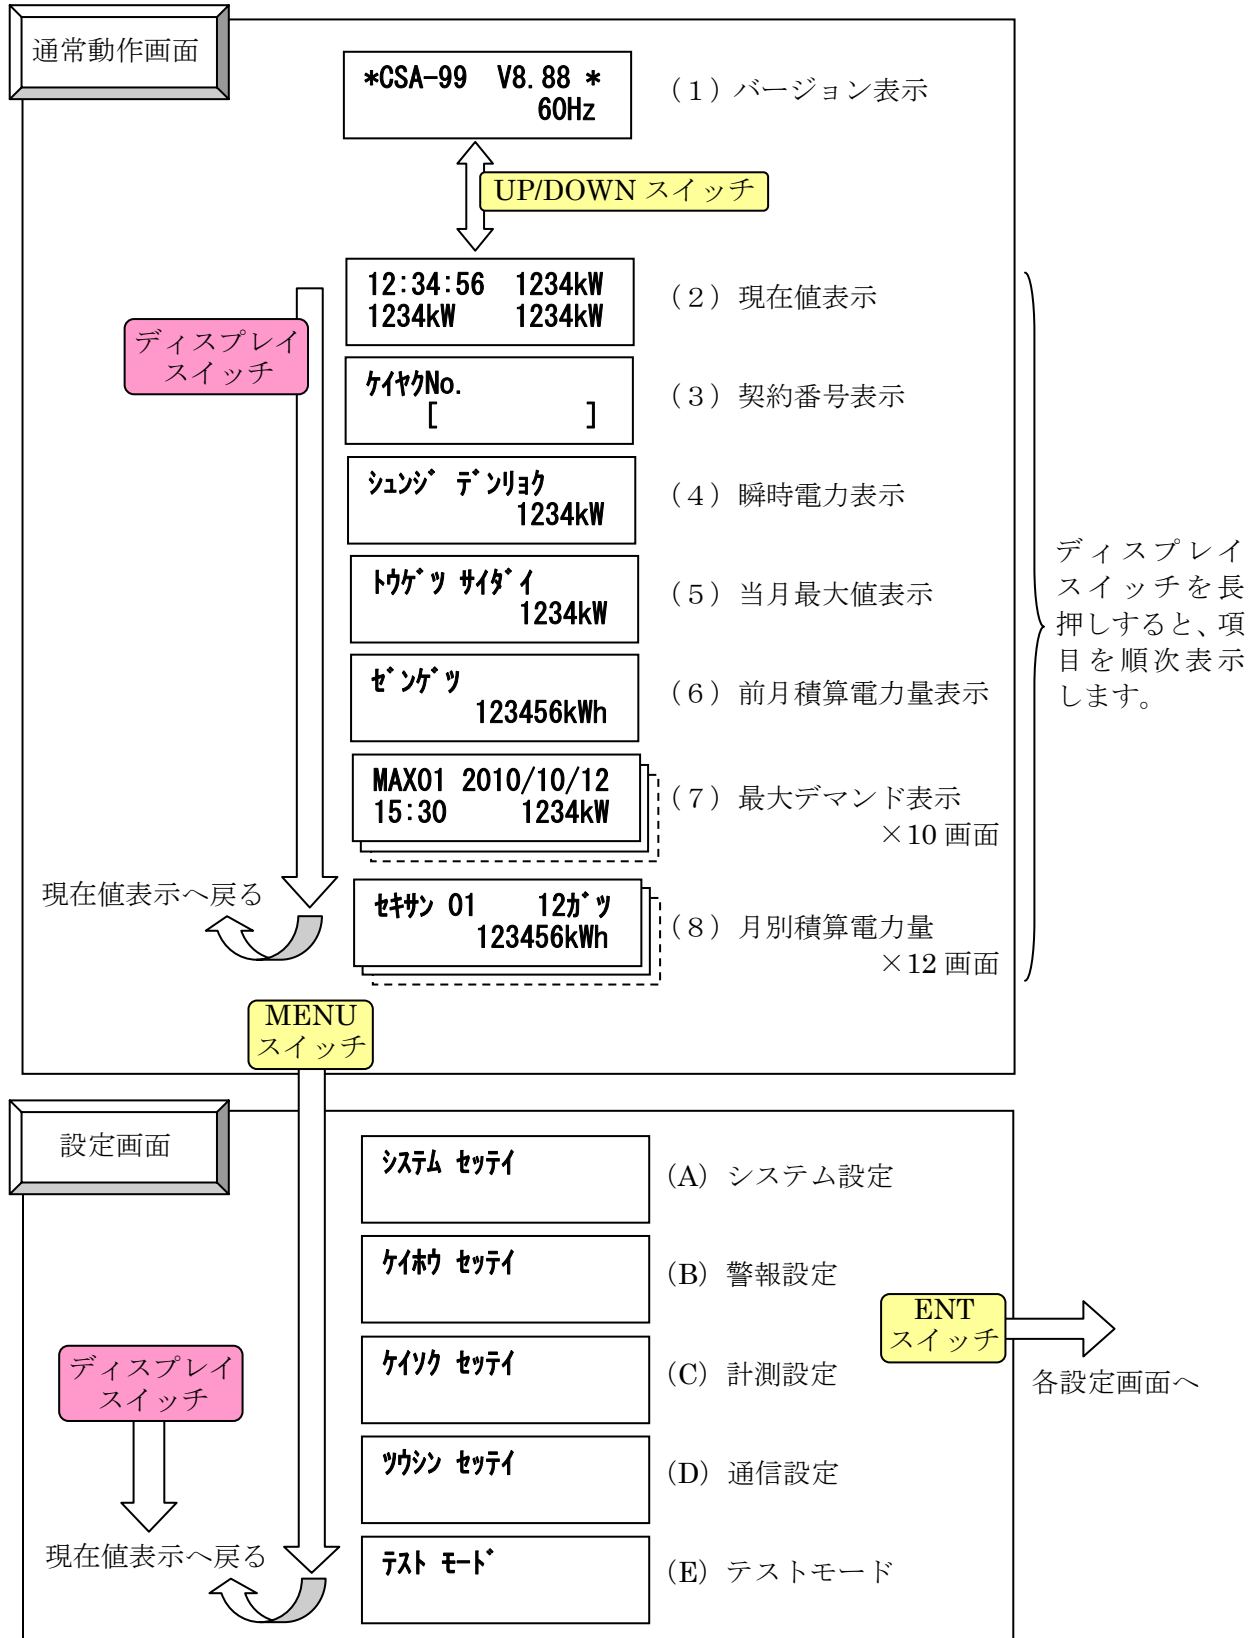 通常動作画面
*CSA-99 V8.88 *
60Hz
(1)バージョン表示
UP/DOWN スイッチ
12:34:56 1234kW
1234kW 1234kW
(2)現在値表示
ディスプレイ
スイッチ
ケイヤクNo.
[ ]
(3)契約番号表示
シュンジ デンリョク
1234kW
(4)瞬時電力表示
トウゲツ サイダイ
1234kW
(5)当月最大値表示
ゼンゲツ
123456kWh
(6)前月積算電力量表示
MAX01 2010/10/12
15:30 1234kW
(7)最大デマンド表示
×10 画面
現在値表示へ戻る
セキサン 01 12ガツ
123456kWh
(8)月別積算電力量
×12 画面
ディスプレイ
スイッチを長
押しすると、項
目を順次表示
します。
MENU
スイッチ
設定画面
システム セッテイ
(A)システム設定
ケイホウ セッテイ
(B)警報設定
ENT
スイッチ
各設定画面へ
ケイソク セッテイ
(C)計測設定
ディスプレイ
スイッチ
ツウシン セッテイ
(D)通信設定
現在値表示へ戻る
テスト モード
(E)テストモード